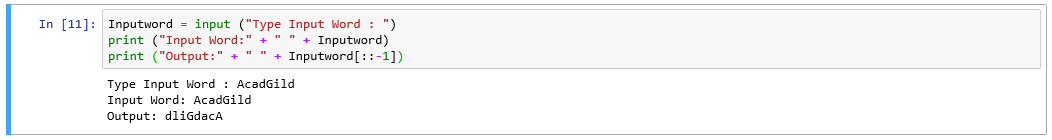 In [11]: Inputword = input ("Type Input Word : ")
print ("Input Word:" + " " + Inputword)
print ("Output:" + " " + Inputword[::-1])
Type Input Word : AcadGild
Input Word: AcadGild
Output: dliGdacA